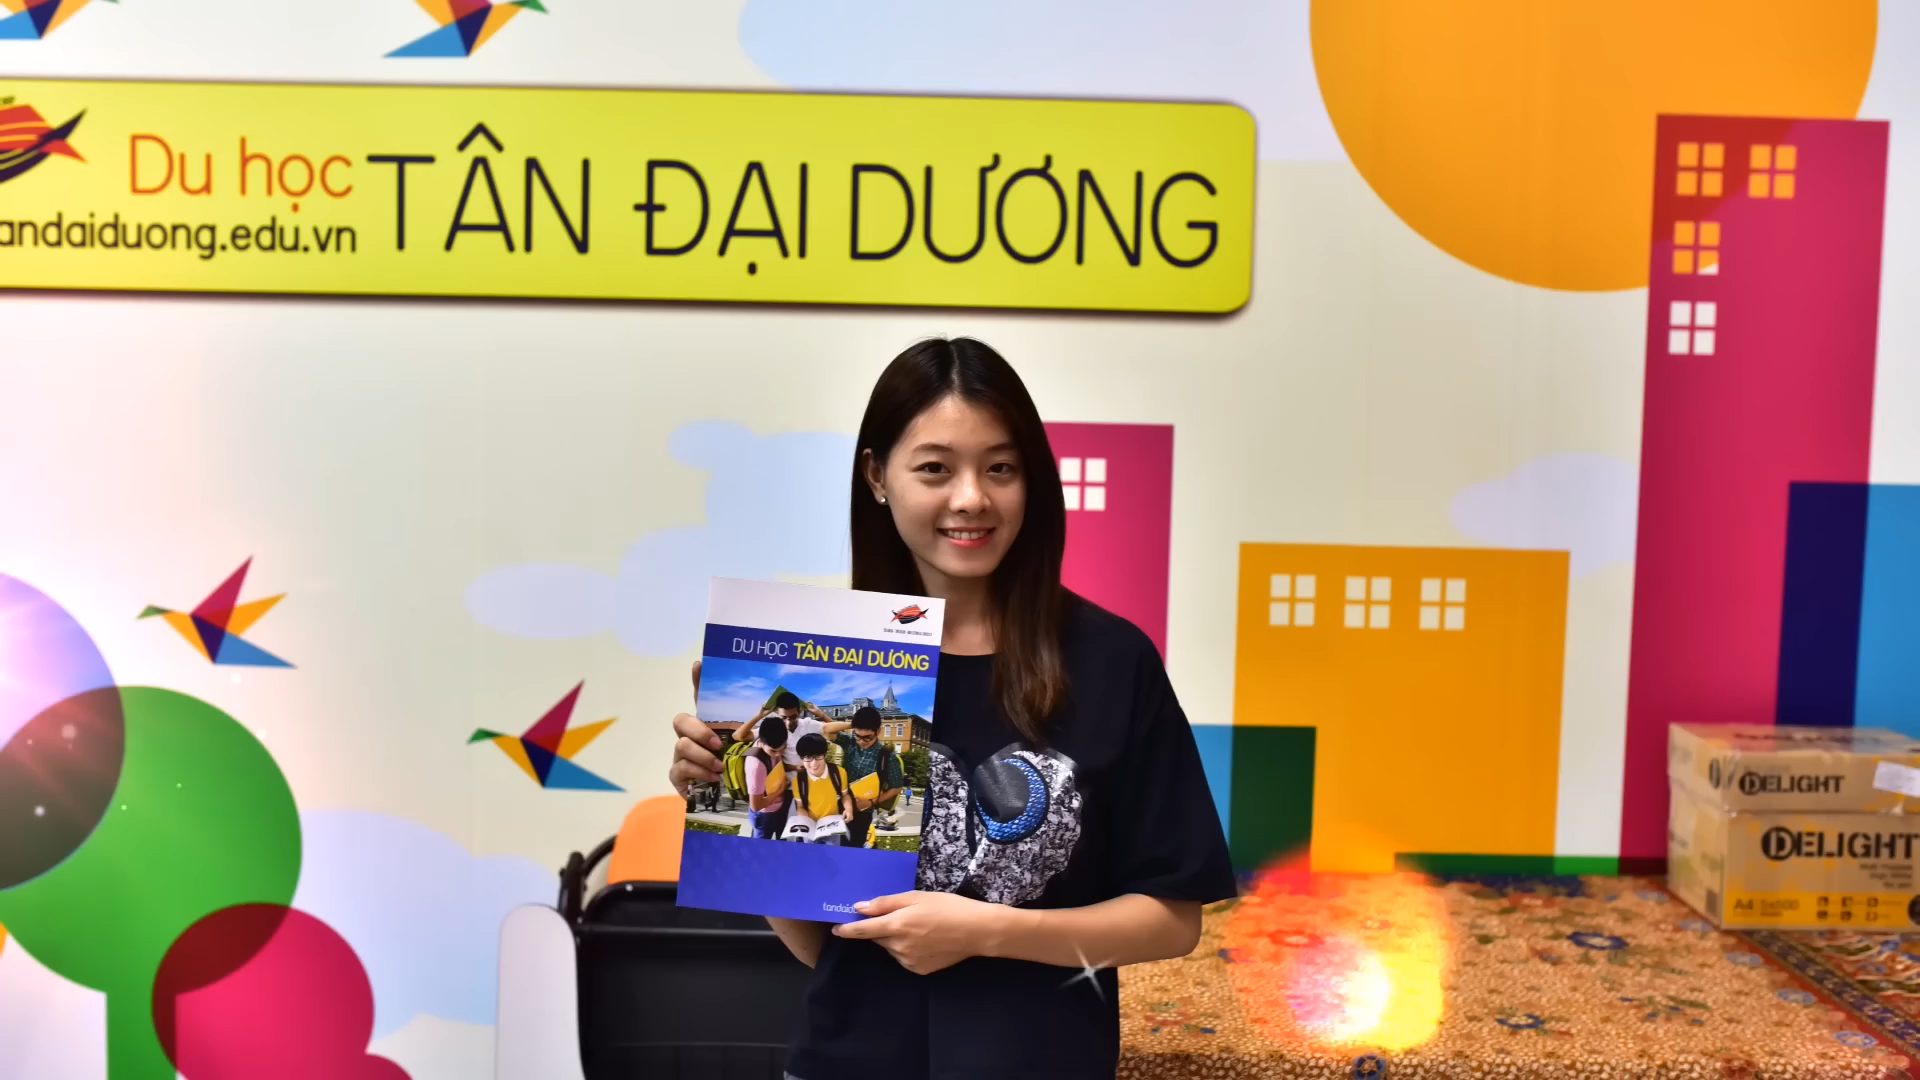 Du học TÂN ĐẠI DƯƠNG
andaiduong.edu.vn
DU HỌC TÂN ĐẠI DƯƠNG
DELIGHT
DELIGHT
A4